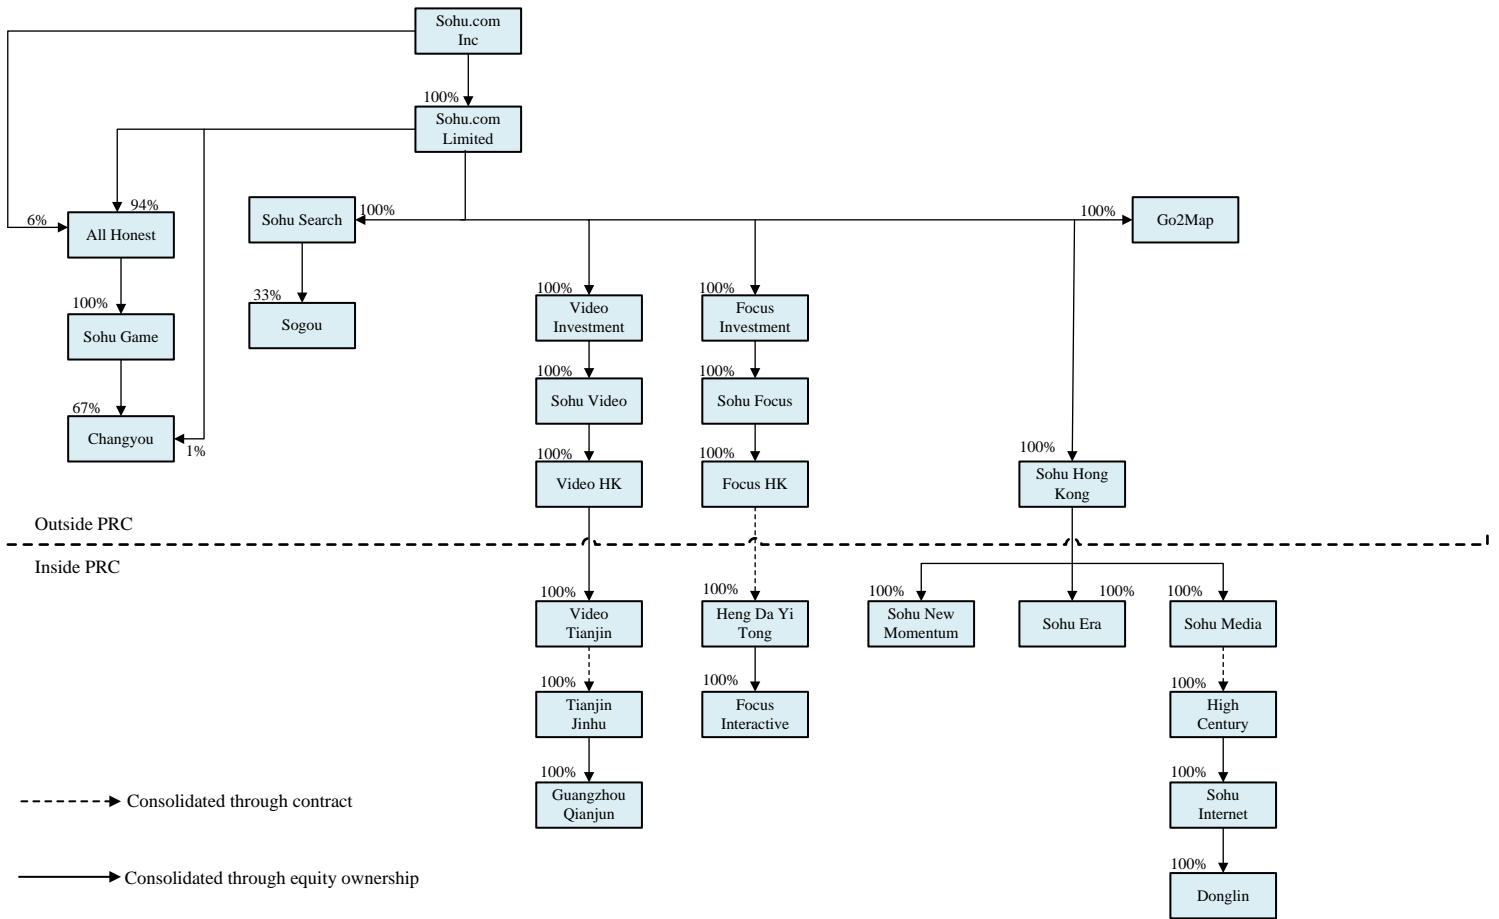 Sohu.com
Inc
100%
Sohu.com
Limited
6%
94%
All Honest
Sohu Search
100%
100%
Go2Map
100%
Sohu Game
33%
Sogou
100%
Video
Investment
100%
Focus
Investment
67%
Changyou
1%
100%
Sohu Video
100%
Sohu Focus
100%
Video HK
100%
Focus HK
100%
Sohu Hong
Kong
Outside PRC
Inside PRC
100%
Video
Tianjin
100%
Heng Da Yi
Tong
100%
Sohu New
Momentum
100%
Sohu Era
100%
Sohu Media
100%
Tianjin
Jinhu
100%
Focus
Interactive
100%
High
Century
100%
Guangzhou
Qianjun
100%
Sohu
Internet
100%
Donglin
Consolidated through contract
Consolidated through equity ownership